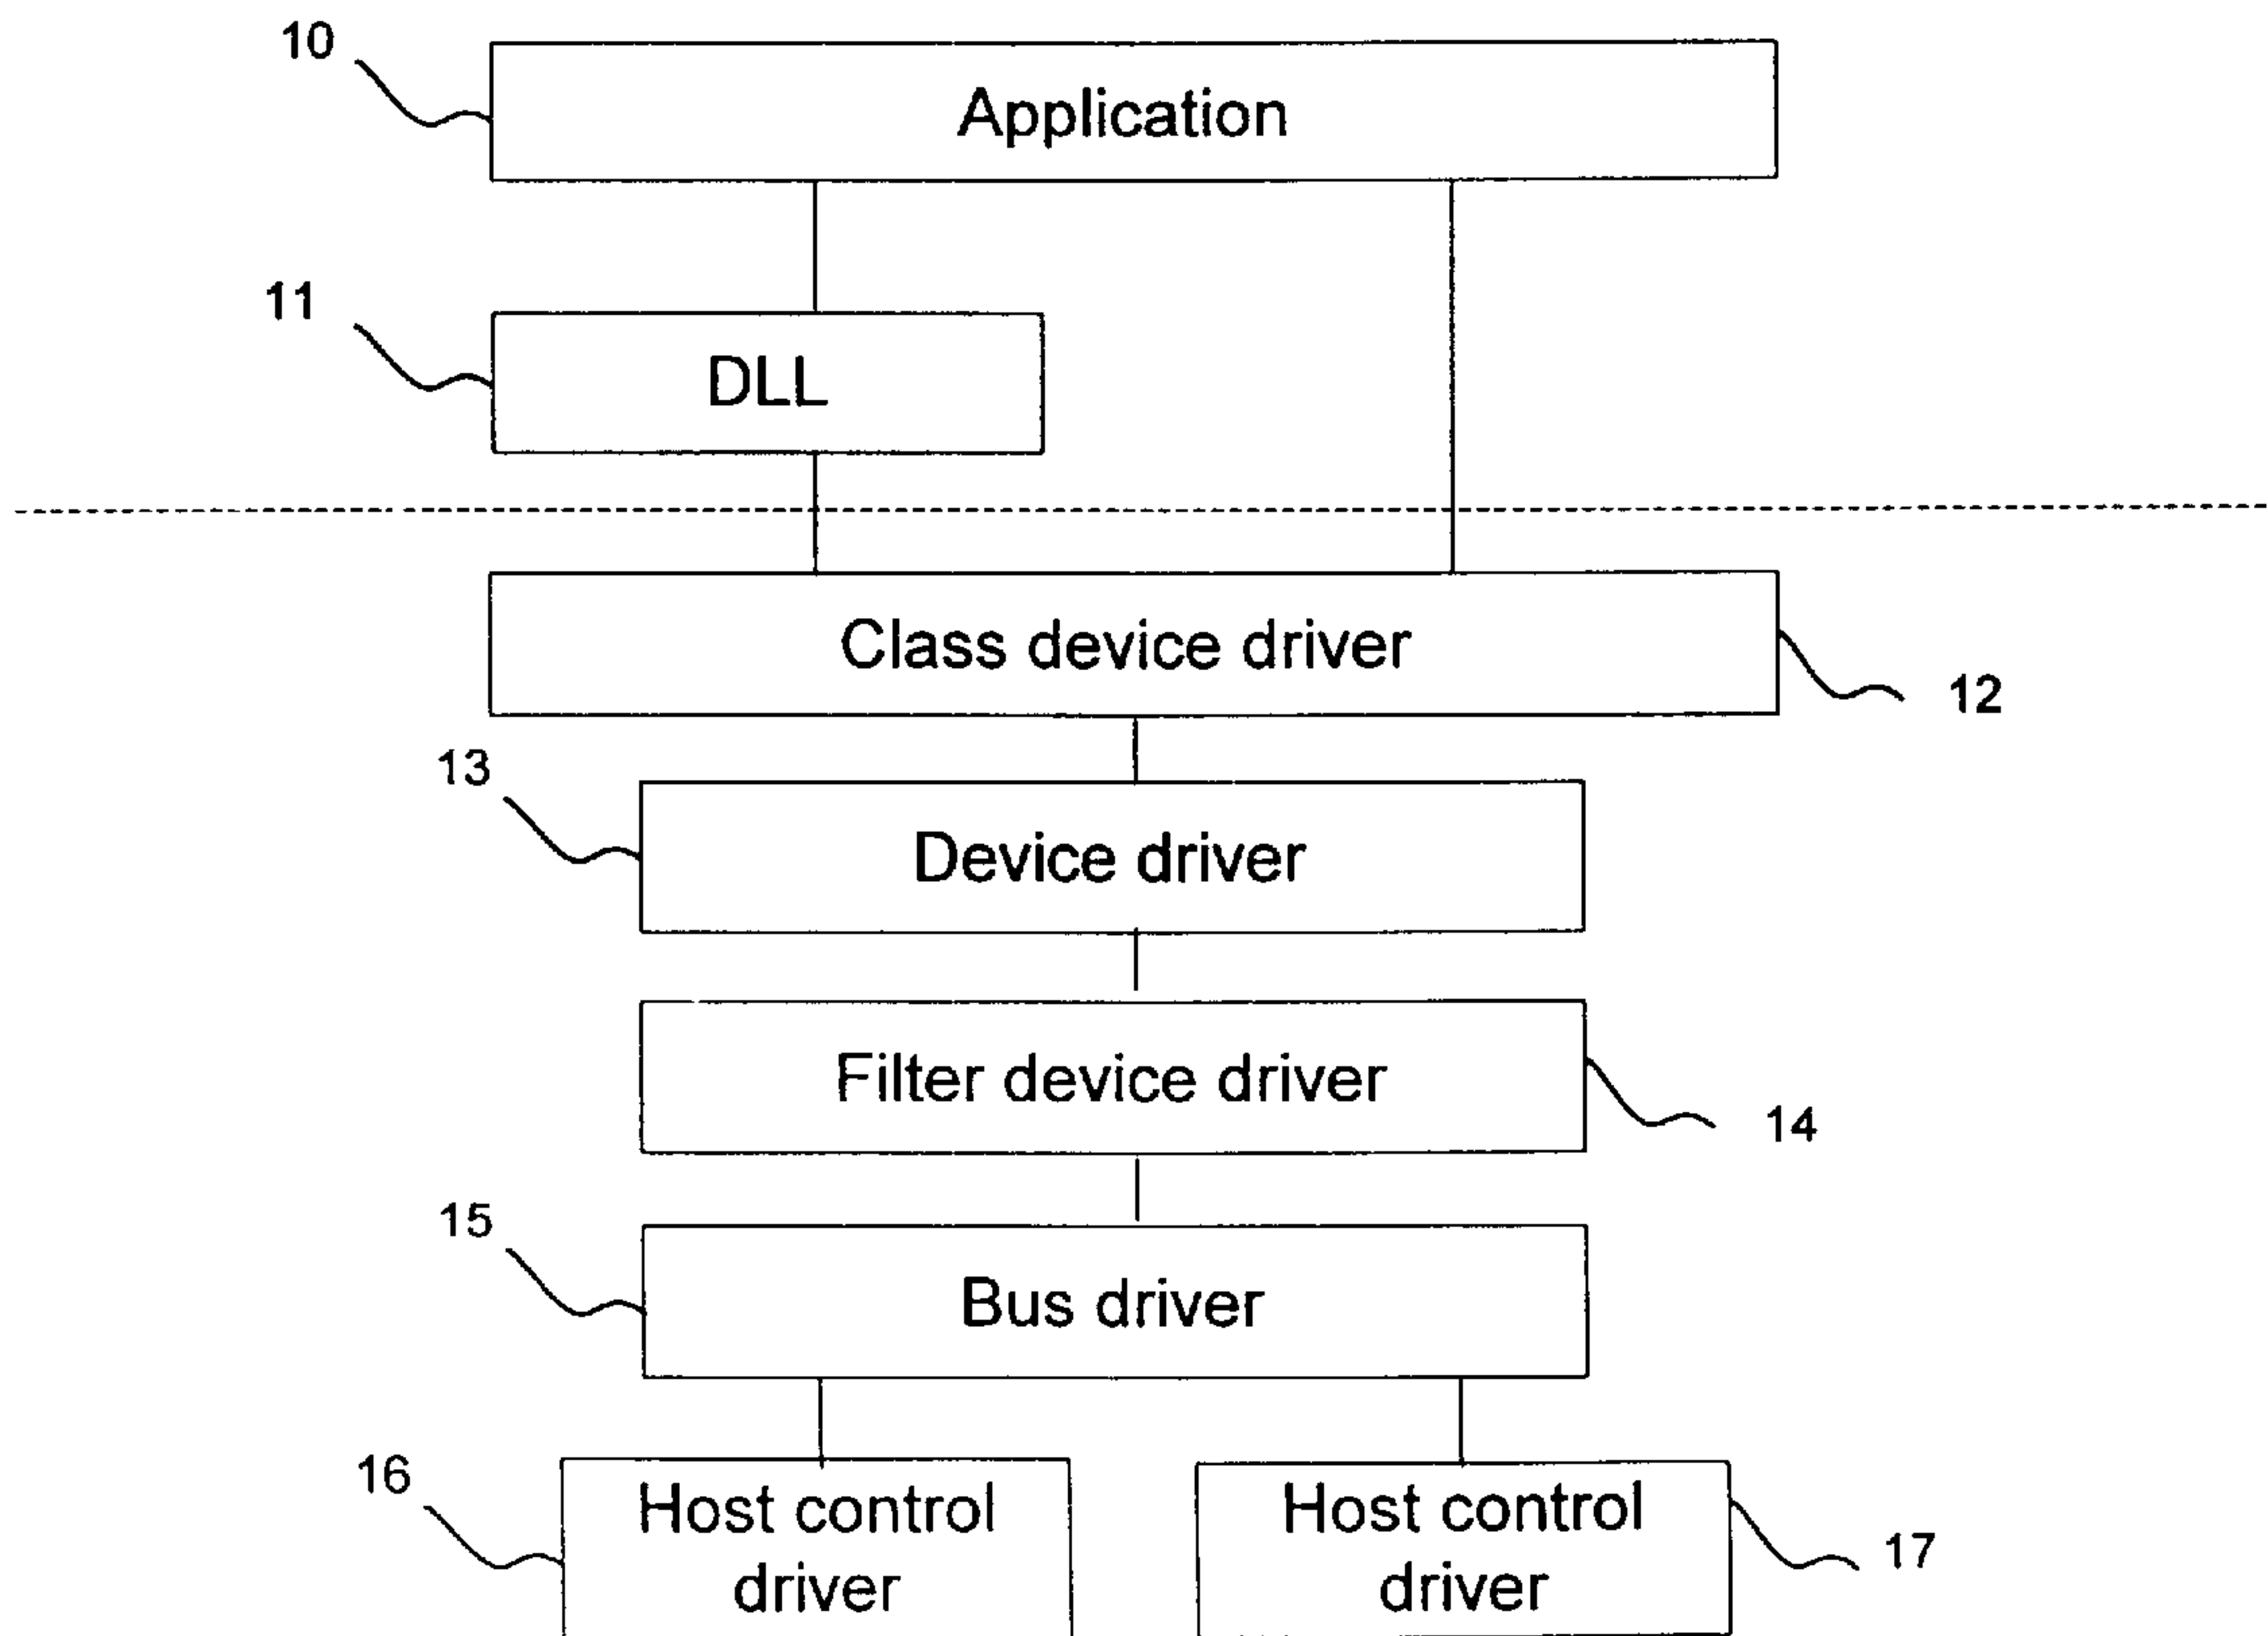 10
Application
11
DLL
Class device driver
12
13
Device driver
Filter device driver
14
15
Bus driver
16
Host control
driver
Host control
driver
17